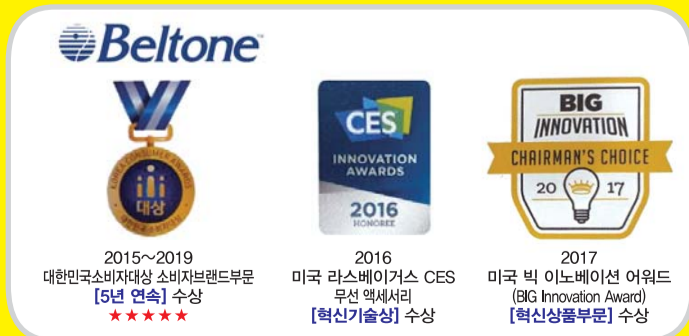 Beltone
KOREA CONSUMER AWARDS
대상
CES
INNOVATION
AWARDS
2016
HONOREE
BIG
INNOVATION
CHAIRMAN'S CHOICE
20 17
2015~2019
대한민국소비자대상 소비자브랜드부문
[5년 연속] 수상
★★★★★
2016
미국 라스베이거스 CES
무선 액세서리
[혁신기술상] 수상
2017
미국 빅 이노베이션 어워드
(BIG Innovation Award)
[혁신상품부문] 수상